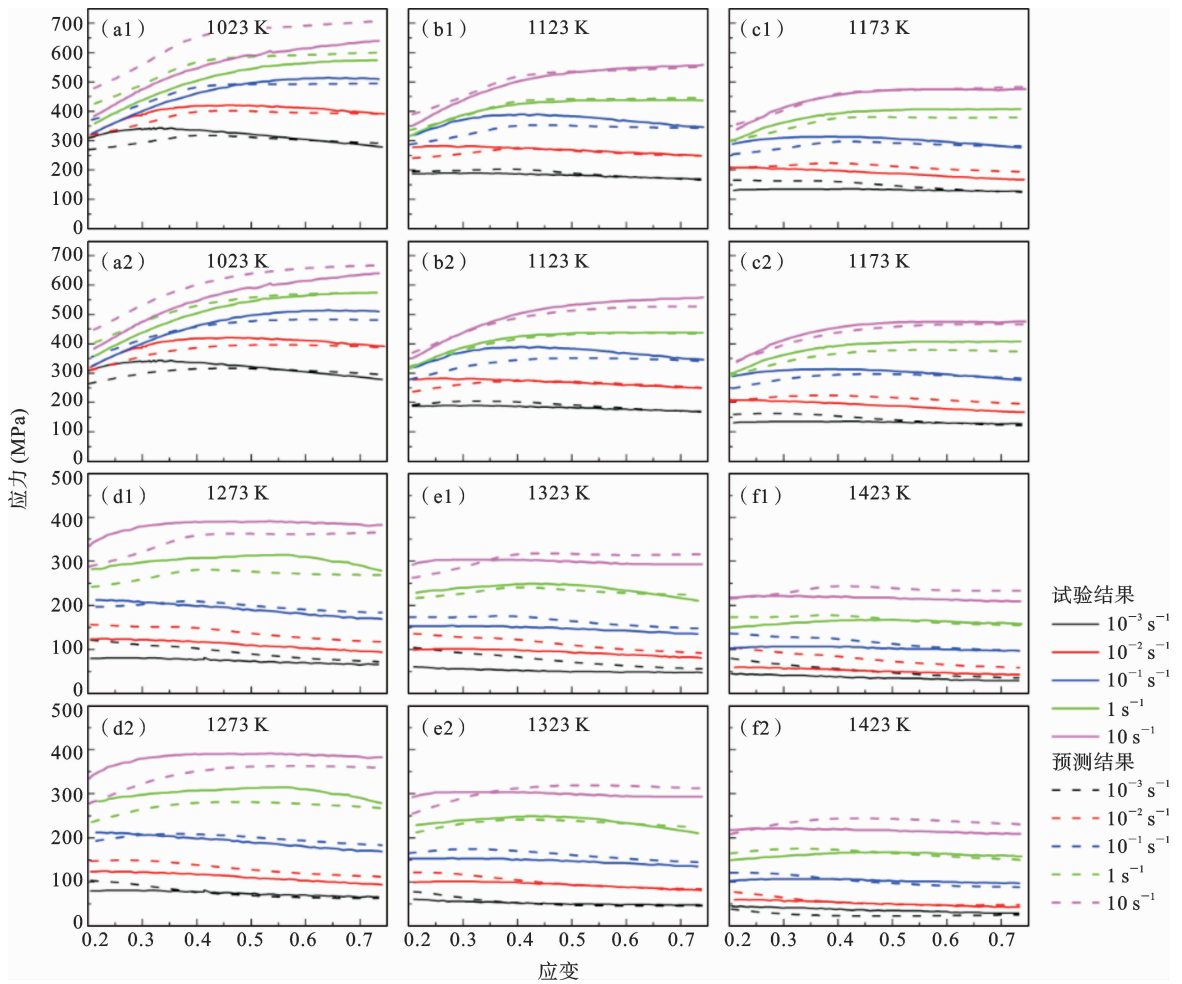 应力 (MPa)
700
600
500
400
300
200
100
0
(a1) 1023 K
(b1) 1123 K
(c1) 1173 K
700
600
500
400
300
200
100
0
(a2) 1023 K
(b2) 1123 K
(c2) 1173 K
500
400
300
200
100
0
(d1) 1273 K
(e1) 1323 K
(f1) 1423 K
500
400
300
200
100
0
(d2) 1273 K
(e2) 1323 K
(f2) 1423 K
0.2 0.3 0.4 0.5 0.6 0.7
0.2 0.3 0.4 0.5 0.6 0.7
0.2 0.3 0.4 0.5 0.6 0.7
应变
试验结果
10⁻³ s⁻¹
10⁻² s⁻¹
10⁻¹ s⁻¹
1 s⁻¹
10 s⁻¹
预测结果
10⁻³ s⁻¹
10⁻² s⁻¹
10⁻¹ s⁻¹
1 s⁻¹
10 s⁻¹